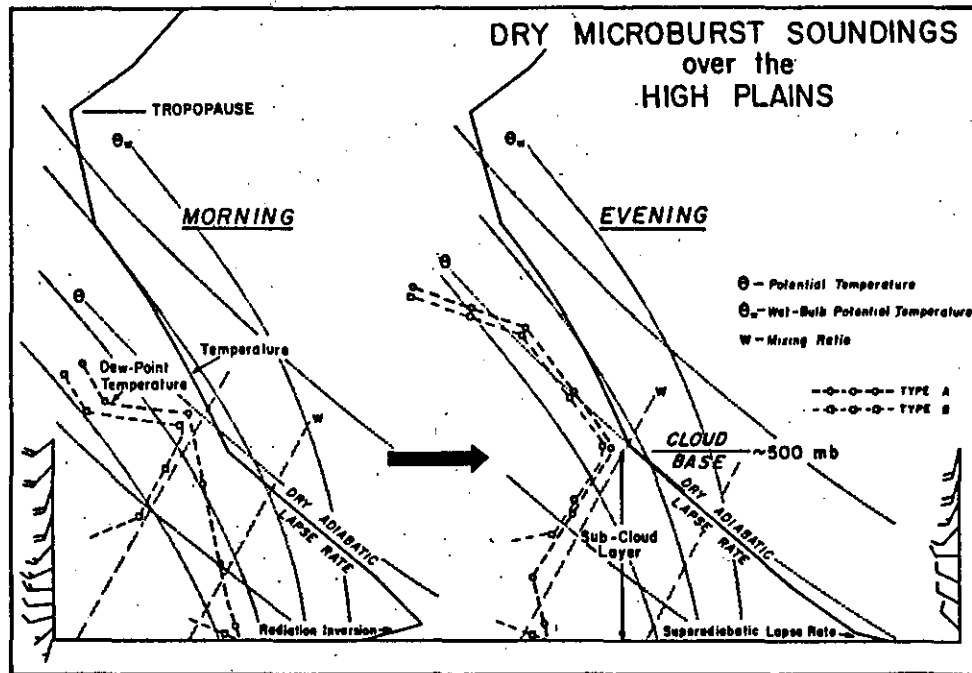 DRY MICROBURST SOUNDINGS
over the
HIGH PLAINS
TROPOPAUSE
θw
MORNING
θ
Temperature
Dew-Point
Temperature
w
DRY ADIABATIC
LAPSE RATE
Radiation Inversion
θw
EVENING
θ
θ – Potential Temperature
θw – Wet-Bulb Potential Temperature
w – Mixing Ratio
TYPE A
TYPE B
w
CLOUD
BASE
~500 mb
DRY ADIABATIC
LAPSE RATE
Sub-Cloud
Layer
Superadiabatic Lapse Rate